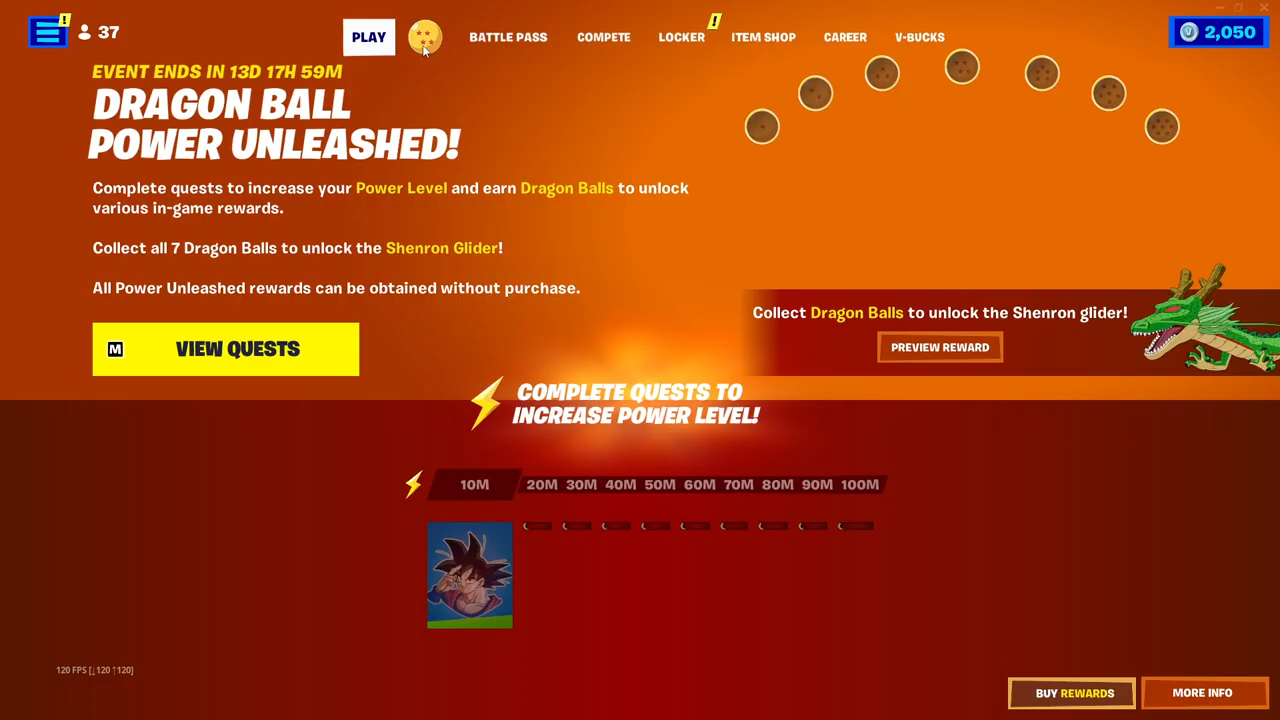 37
PLAY
BATTLE PASS
COMPETE
LOCKER
ITEM SHOP
CAREER
V-BUCKS
2,050
EVENT ENDS IN 13D 17H 59M
DRAGON BALL
POWER UNLEASHED!
Complete quests to increase your Power Level and earn Dragon Balls to unlock
various in-game rewards.
Collect all 7 Dragon Balls to unlock the Shenron Glider!
All Power Unleashed rewards can be obtained without purchase.
Collect Dragon Balls to unlock the Shenron glider!
PREVIEW REWARD
M VIEW QUESTS
COMPLETE QUESTS TO
INCREASE POWER LEVEL!
10M 20M 30M 40M 50M 60M 70M 80M 90M 100M
120 FPS [↓120 ↑120]
BUY REWARDS
MORE INFO